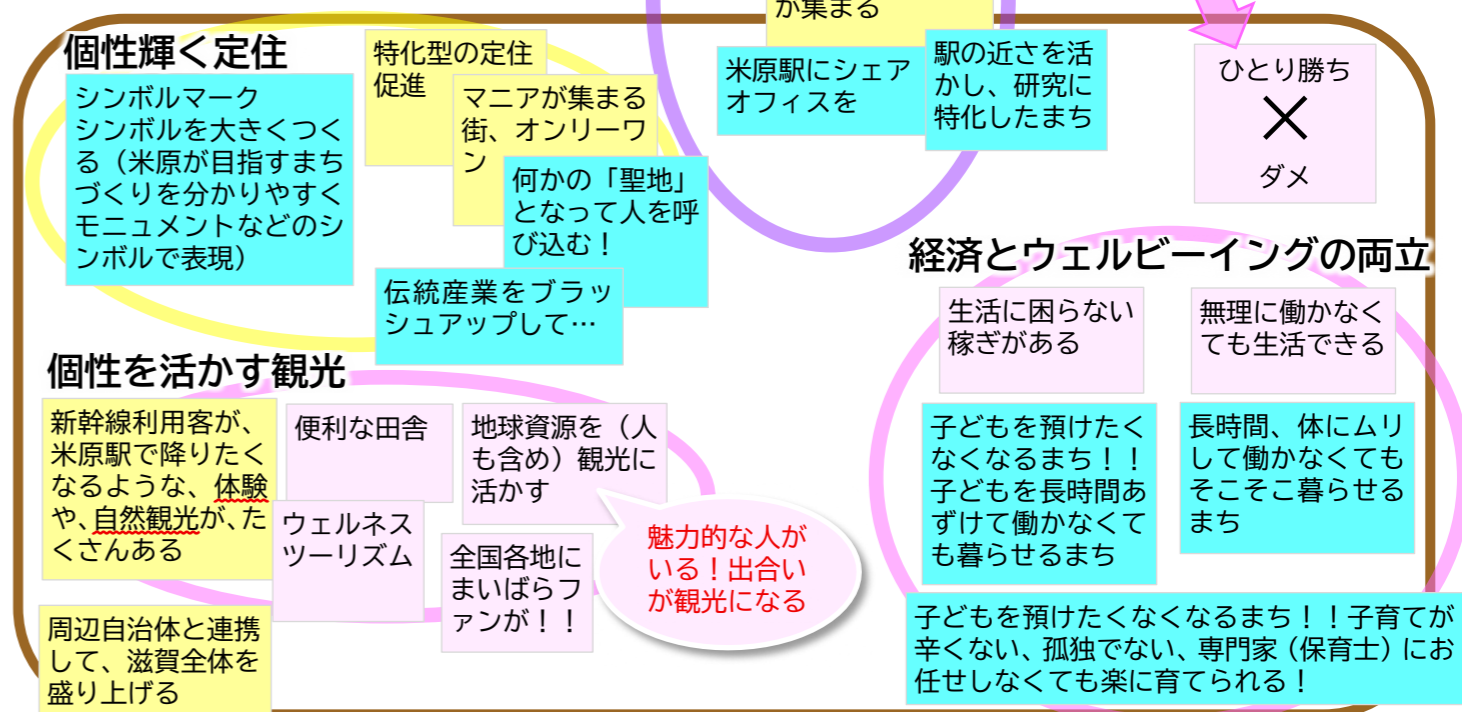 が集まる
個性輝く定住
シンボルマーク
シンボルを大きくつく
る（米原が目指すまち
づくりを分かりやすく
モニュメントなどのシ
ンボルで表現）
特化型の定住
促進
マニアが集まる
街、オンリーワ
ン
何かの「聖地」
となって人を呼
び込む！
伝統産業をブラッ
シュアップして…
米原駅にシェア
オフィスを
駅の近さを活
かし、研究に
特化したまち
ひとり勝ち
×
ダメ
個性を活かす観光
新幹線利用客が、
米原駅で降りたく
なるような、体験
や、自然観光が、た
くさんある
便利な田舎
地球資源を（人
も含め）観光に
活かす
ウェルネス
ツーリズム
全国各地に
まいばらフ
ァンが！！
魅力的な人が
いる！出合い
が観光になる
周辺自治体と連携
して、滋賀全体を
盛り上げる
経済とウェルビーイングの両立
生活に困らない
稼ぎがある
無理に働かなく
ても生活できる
子どもを預けたく
なくなるまち！！
子どもを長時間あ
ずけて働かなくて
も暮らせるまち
長時間、体にムリ
して働かなくても
そこそこ暮らせる
まち
子どもを預けたくなくなるまち！！子育てが
辛くない、孤独でない、専門家（保育士）にお
任せしなくても楽に育てられる！